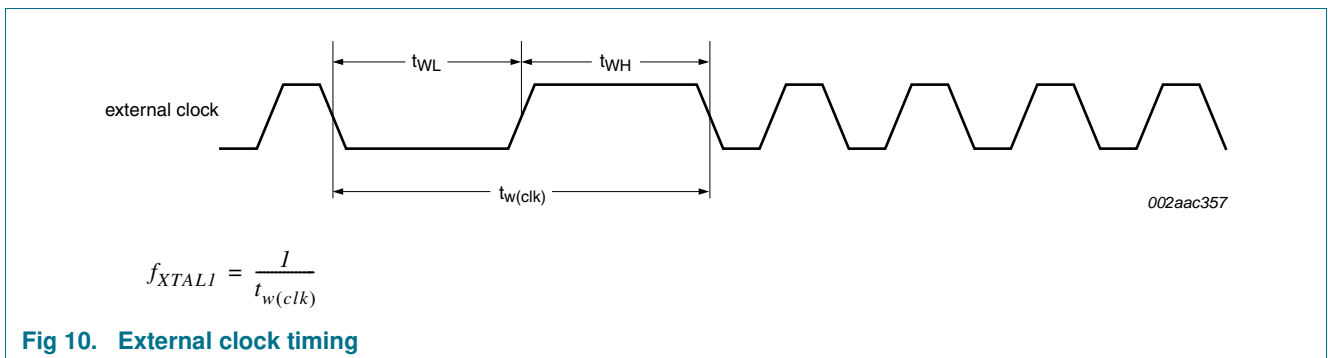 tWL
tWH
external clock
tw(clk)
002aac357
fXTAL1 = 1 / tw(clk)
Fig 10. External clock timing